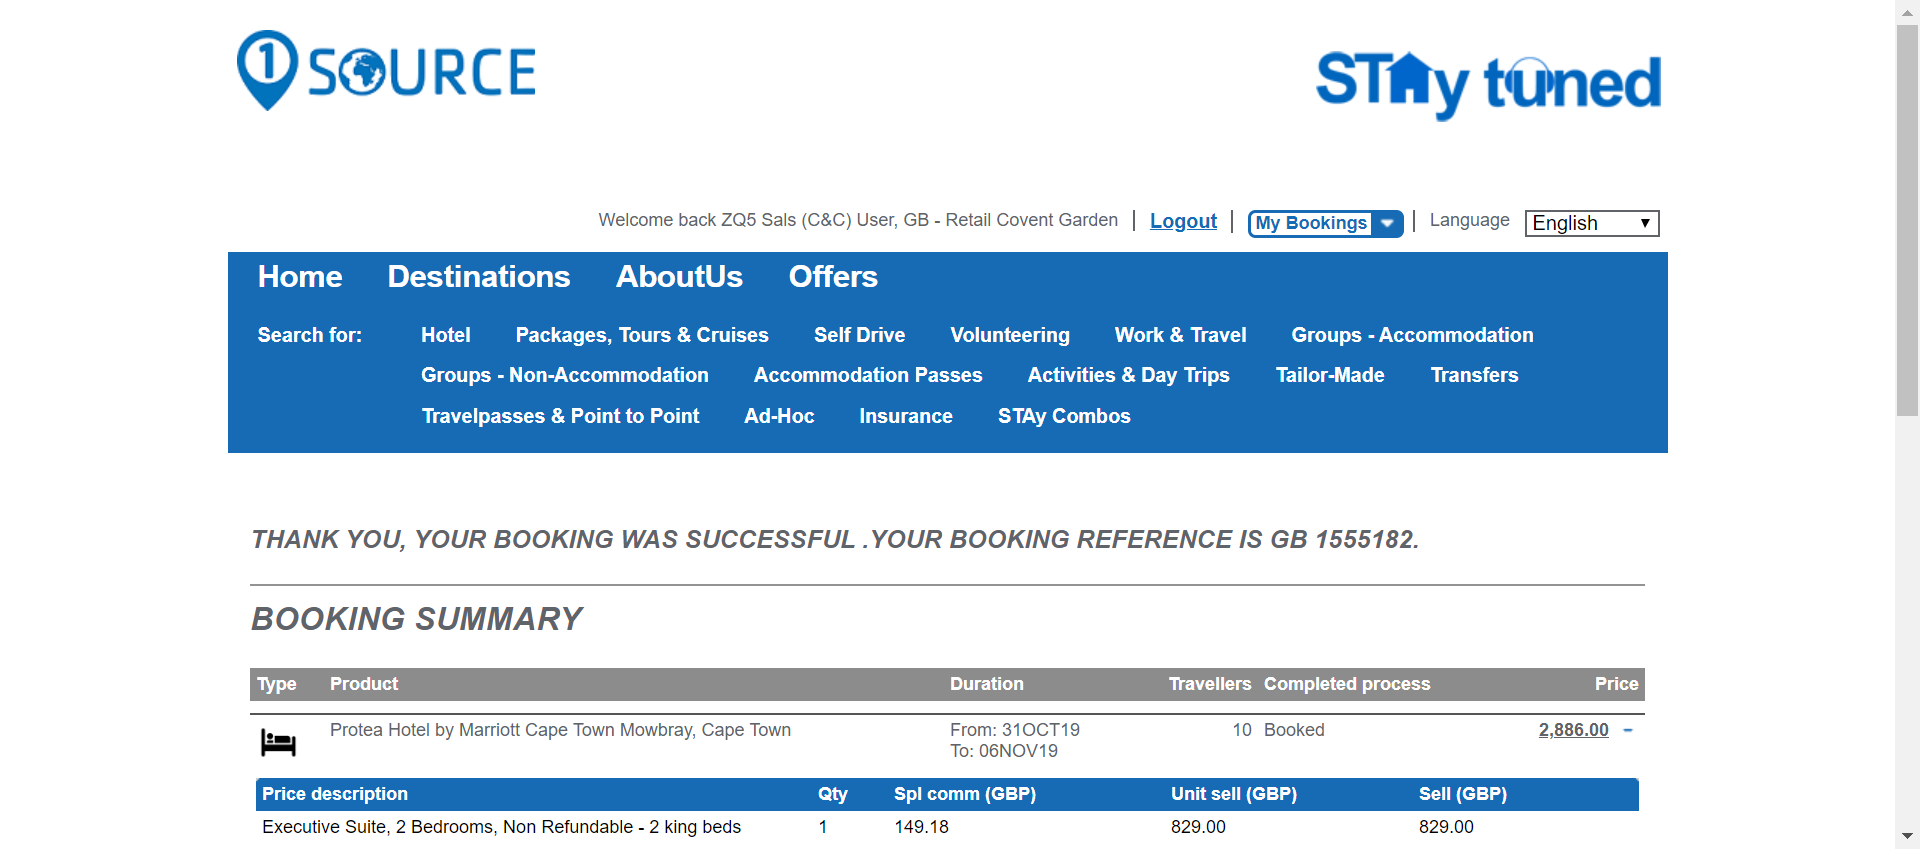 1 SOURCE
STAy tuned
Welcome back ZQ5 Sals (C&C) User, GB - Retail Covent Garden | Logout | My Bookings | Language English
Home Destinations AboutUs Offers
Search for: Hotel Packages, Tours & Cruises Self Drive Volunteering Work & Travel Groups - Accommodation
Groups - Non-Accommodation Accommodation Passes Activities & Day Trips Tailor-Made Transfers
Travelpasses & Point to Point Ad-Hoc Insurance STAy Combos
THANK YOU, YOUR BOOKING WAS SUCCESSFUL .YOUR BOOKING REFERENCE IS GB 1555182.
BOOKING SUMMARY
Type Product Duration Travellers Completed process Price
Protea Hotel by Marriott Cape Town Mowbray, Cape Town From: 31OCT19 10 Booked 2,886.00 -
To: 06NOV19
Price description Qty Spl comm (GBP) Unit sell (GBP) Sell (GBP)
Executive Suite, 2 Bedrooms, Non Refundable - 2 king beds 1 149.18 829.00 829.00